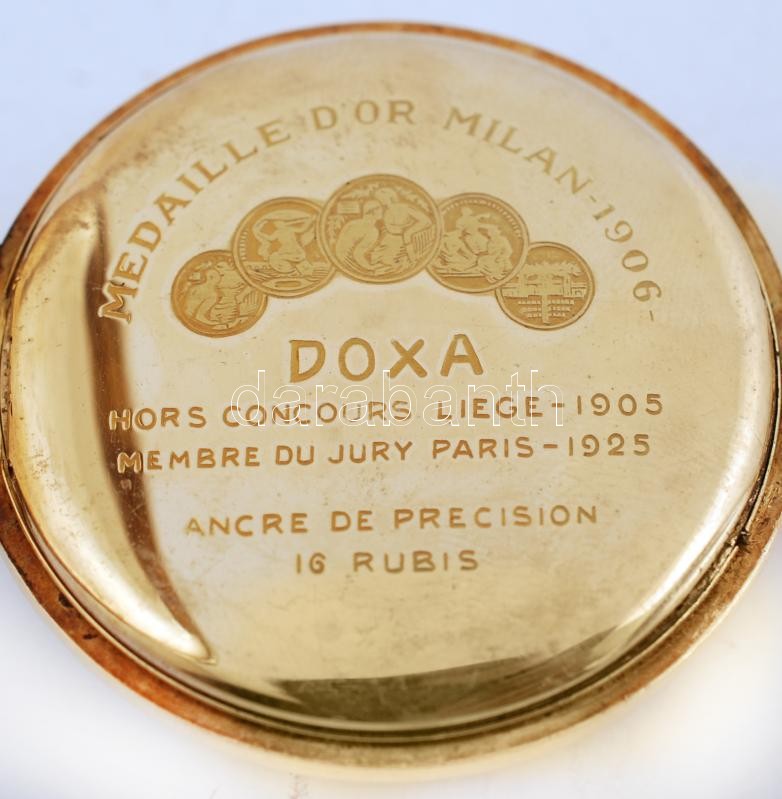 MEDAILLE D'OR MILAN-1906-
DOXA
darabanth
HORS CONCOURS LIEGE-1905
MEMBRE DU JURY PARIS-1925
ANCRE DE PRECISION
16 RUBIS